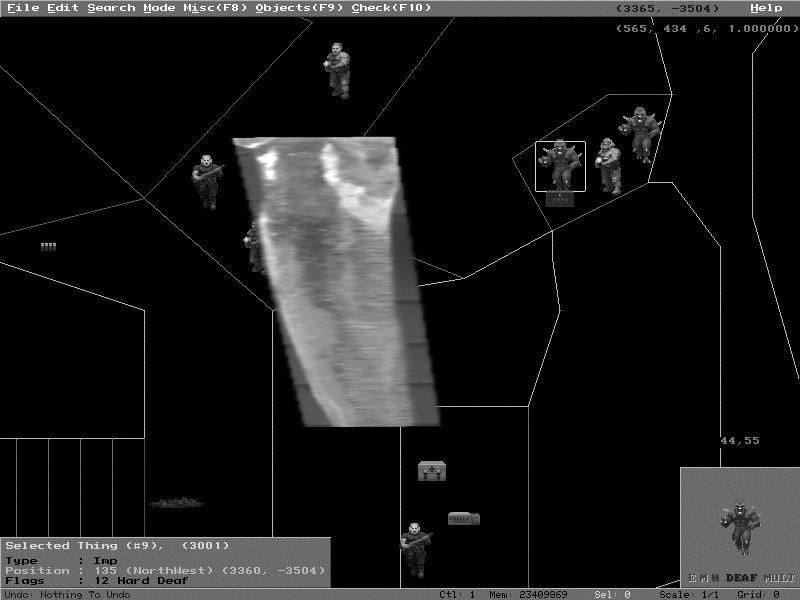 File Edit Search Mode Misc(F8) Objects(F9) Check(F10) (3365, -3504) Help
(565, 434 ,6, 1.000000)
44,55
Selected Thing (#9), (3001)
Type : Imp
Position : 135 (NorthWest) (3360, -3504)
Flags : 12 Hard Deaf
E M H DEAF MULT
Undo: Nothing To Undo Ctl: 1 Mem: 23409869 Sel: 0 Scale: 1/1 Grid: 0